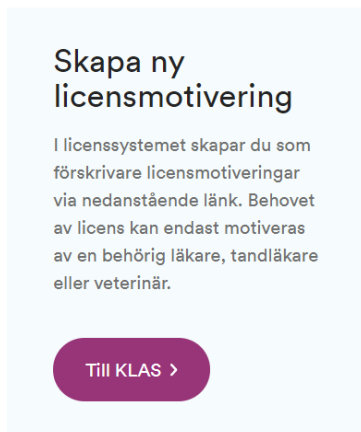 Skapa ny
licensmotivering
I licenssystemet skapar du som
förskrivare licensmotiveringar
via nedanstående länk. Behovet
av licens kan endast motiveras
av en behörig läkare, tandläkare
eller veterinär.
Till KLAS >